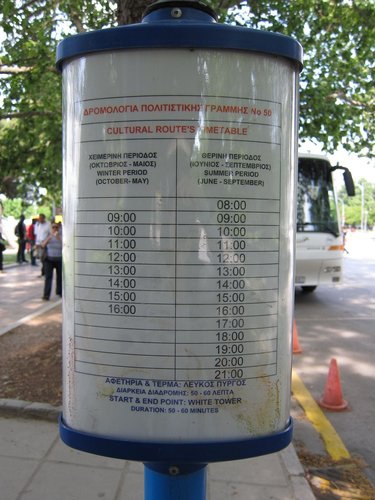 ΔΡΟΜΟΛΟΓΙΑ ΠΟΛΙΤΙΣΤΙΚΗΣ ΓΡΑΜΜΗΣ Νο 50
CULTURAL ROUTE'S TIMETABLE
ΧΕΙΜΕΡΙΝΗ ΠΕΡΙΟΔΟΣ
(ΟΚΤΩΒΡΙΟΣ - ΜΑΙΟΣ)
WINTER PERIOD
(OCTOBER- MAY)
ΘΕΡΙΝΗ ΠΕΡΙΟΔΟΣ
(ΙΟΥΝΙΟΣ - ΣΕΠΤΕΜΒΡΙΟΣ)
SUMMER PERIOD
(JUNE - SEPTEMBER)
08:00
09:00 09:00
10:00 10:00
11:00 11:00
12:00 12:00
13:00 13:00
14:00 14:00
15:00 15:00
16:00 16:00
17:00
18:00
19:00
20:00
21:00
ΑΦΕΤΗΡΙΑ & ΤΕΡΜΑ: ΛΕΥΚΟΣ ΠΥΡΓΟΣ
ΔΙΑΡΚΕΙΑ ΔΙΑΔΡΟΜΗΣ: 50 - 60 ΛΕΠΤΑ
START & END POINT: WHITE TOWER
DURATION: 50 - 60 MINUTES